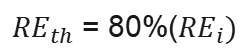 RE_th = 80%(RE_i)